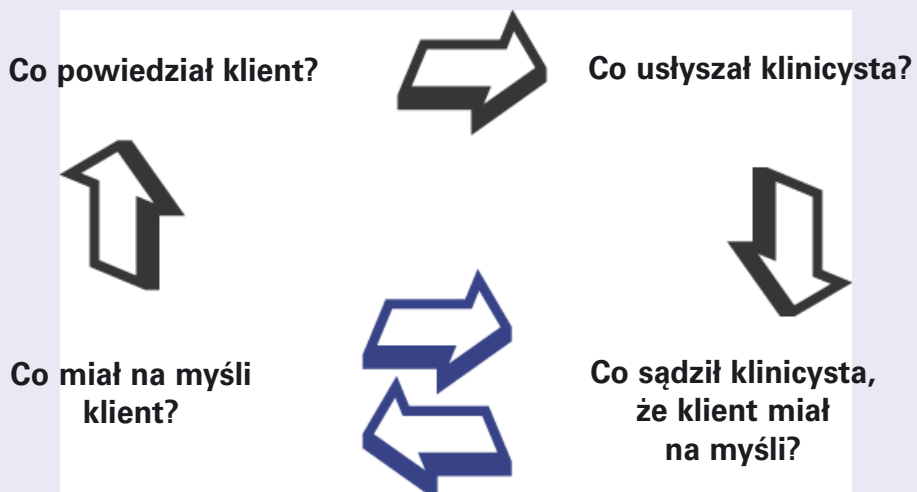 Co powiedział klient?
Co usłyszał klinicysta?
Co miał na myśli
klient?
Co sądził klinicysta,
że klient miał
na myśli?